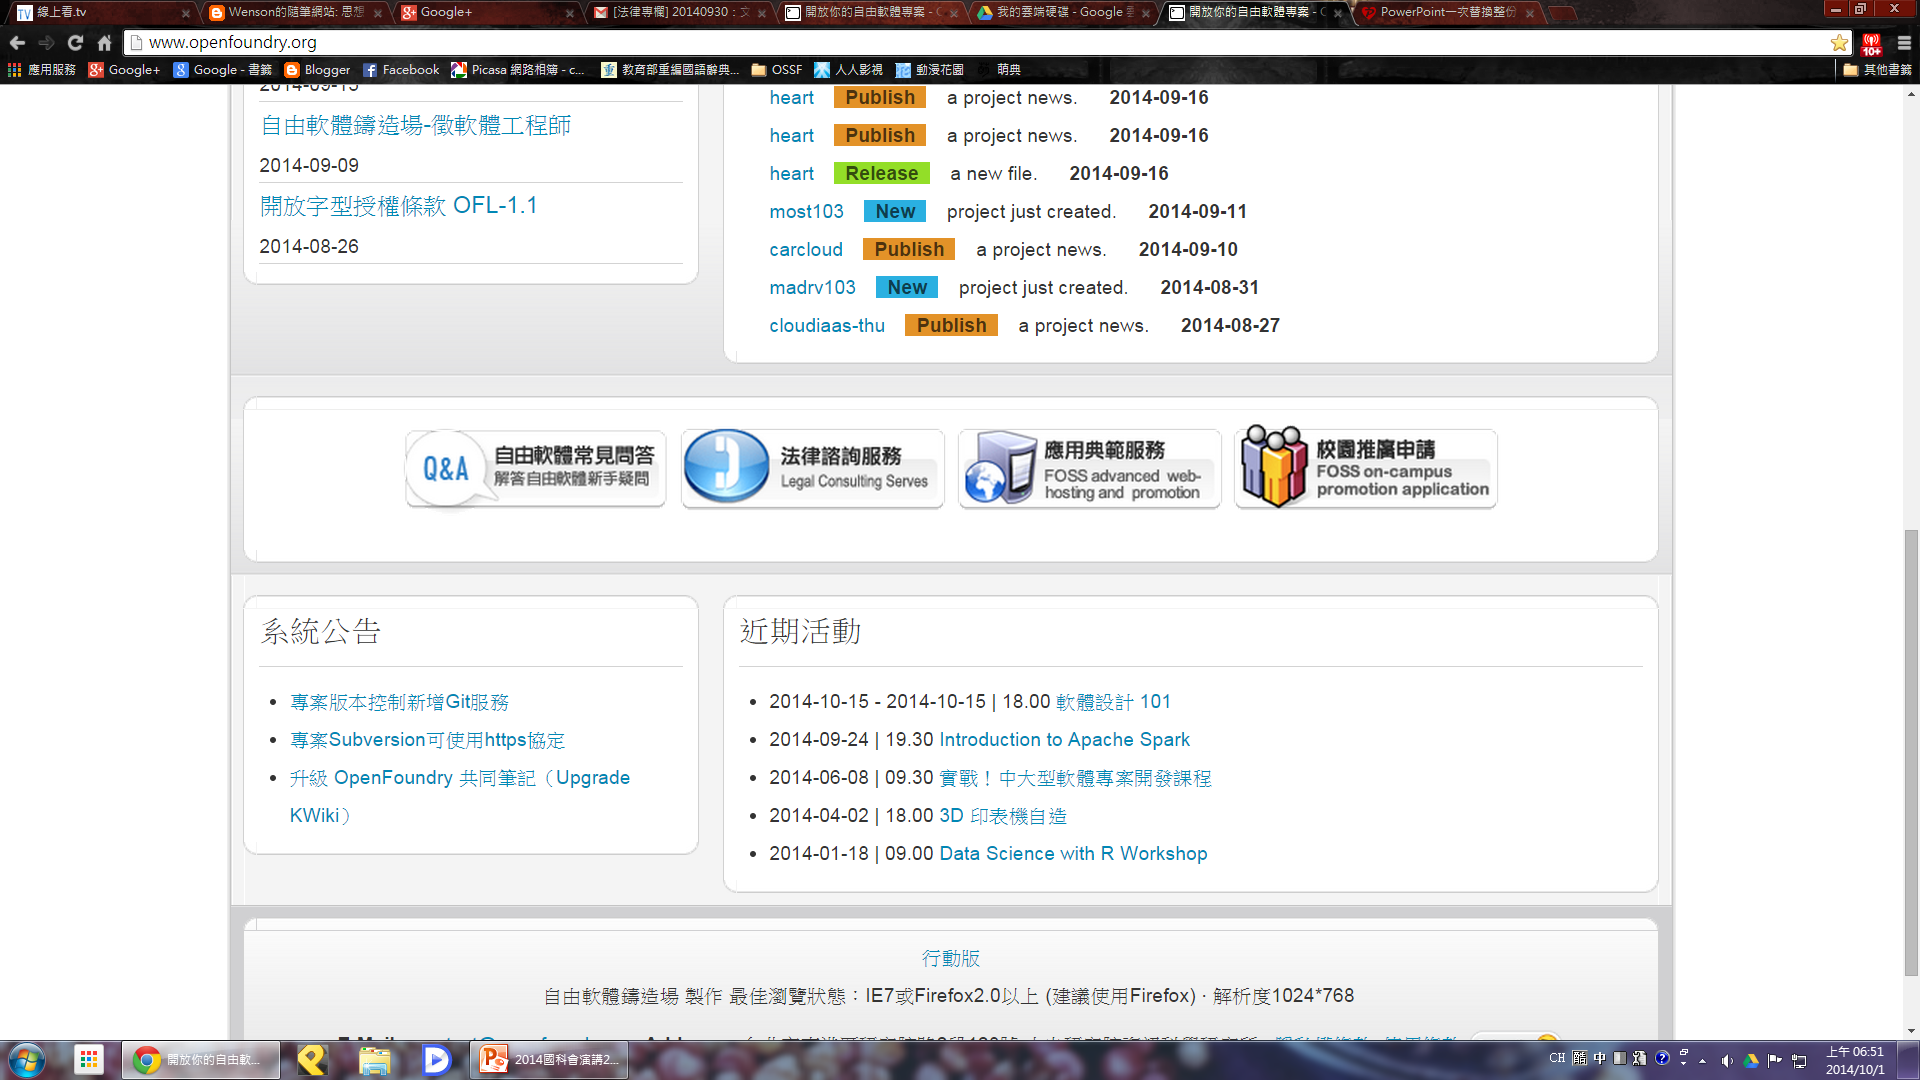 線上看.tv
Wenson的隨筆網站: 思想
Google+
[法律專欄] 20140930：文
開放你的自由軟體專案 - O
我的雲端硬碟 - Google 雲
開放你的自由軟體專案 - O
PowerPoint一次替換整份
www.openfoundry.org
10+
應用服務
Google+
Google - 書籤
Blogger
Facebook
Picasa 網路相簿 - c...
教育部重編國語辭典...
OSSF
人人影視
動漫花園
萌典
其他書籤
2014-09-15
自由軟體鑄造場-徵軟體工程師
2014-09-09
開放字型授權條款 OFL-1.1
2014-08-26
heart Publish a project news. 2014-09-16
heart Publish a project news. 2014-09-16
heart Release a new file. 2014-09-16
most103 New project just created. 2014-09-11
carcloud Publish a project news. 2014-09-10
madrv103 New project just created. 2014-08-31
cloudiaas-thu Publish a project news. 2014-08-27
Q&A
自由軟體常見問答
解答自由軟體新手疑問
法律諮詢服務
Legal Consulting Serves
應用典範服務
FOSS advanced web-
hosting and promotion
校園推廣申請
FOSS on-campus
promotion application
系統公告
專案版本控制新增Git服務
專案Subversion可使用https協定
升級 OpenFoundry 共同筆記（Upgrade
KWiki）
近期活動
2014-10-15 - 2014-10-15 | 18.00 軟體設計 101
2014-09-24 | 19.30 Introduction to Apache Spark
2014-06-08 | 09.30 實戰！中大型軟體專案開發課程
2014-04-02 | 18.00 3D 印表機自造
2014-01-18 | 09.00 Data Science with R Workshop
行動版
自由軟體鑄造場 製作 最佳瀏覽狀態：IE7或Firefox2.0以上 (建議使用Firefox)．解析度1024*768
開放你的自由軟...
2014國科會演講2...
CH
中
上午 06:51
2014/10/1